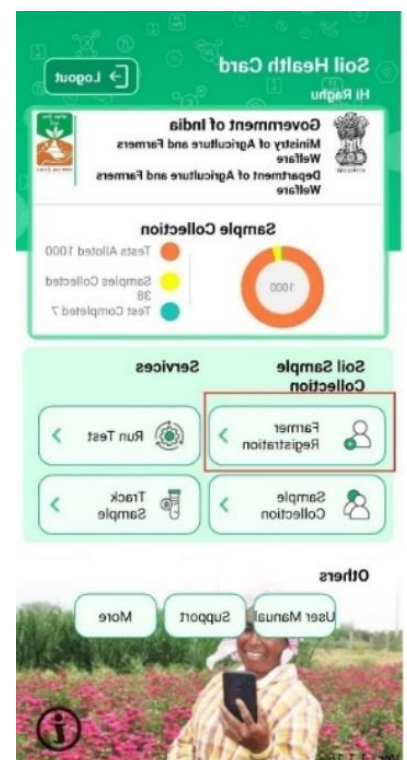 Soil Health Card
Hi Raghu
Logout
Government of India
Ministry of Agriculture and Farmers
Welfare
Department of Agriculture and Farmers
Welfare
Sample Collection
1000
Tests Alloted 1000
Samples Collected
38
Test Completed 7
Soil Sample
Collection
Services
Farmer
Registration
Run Test
Sample
Collection
Track
Sample
Others
User Manual
Support
More